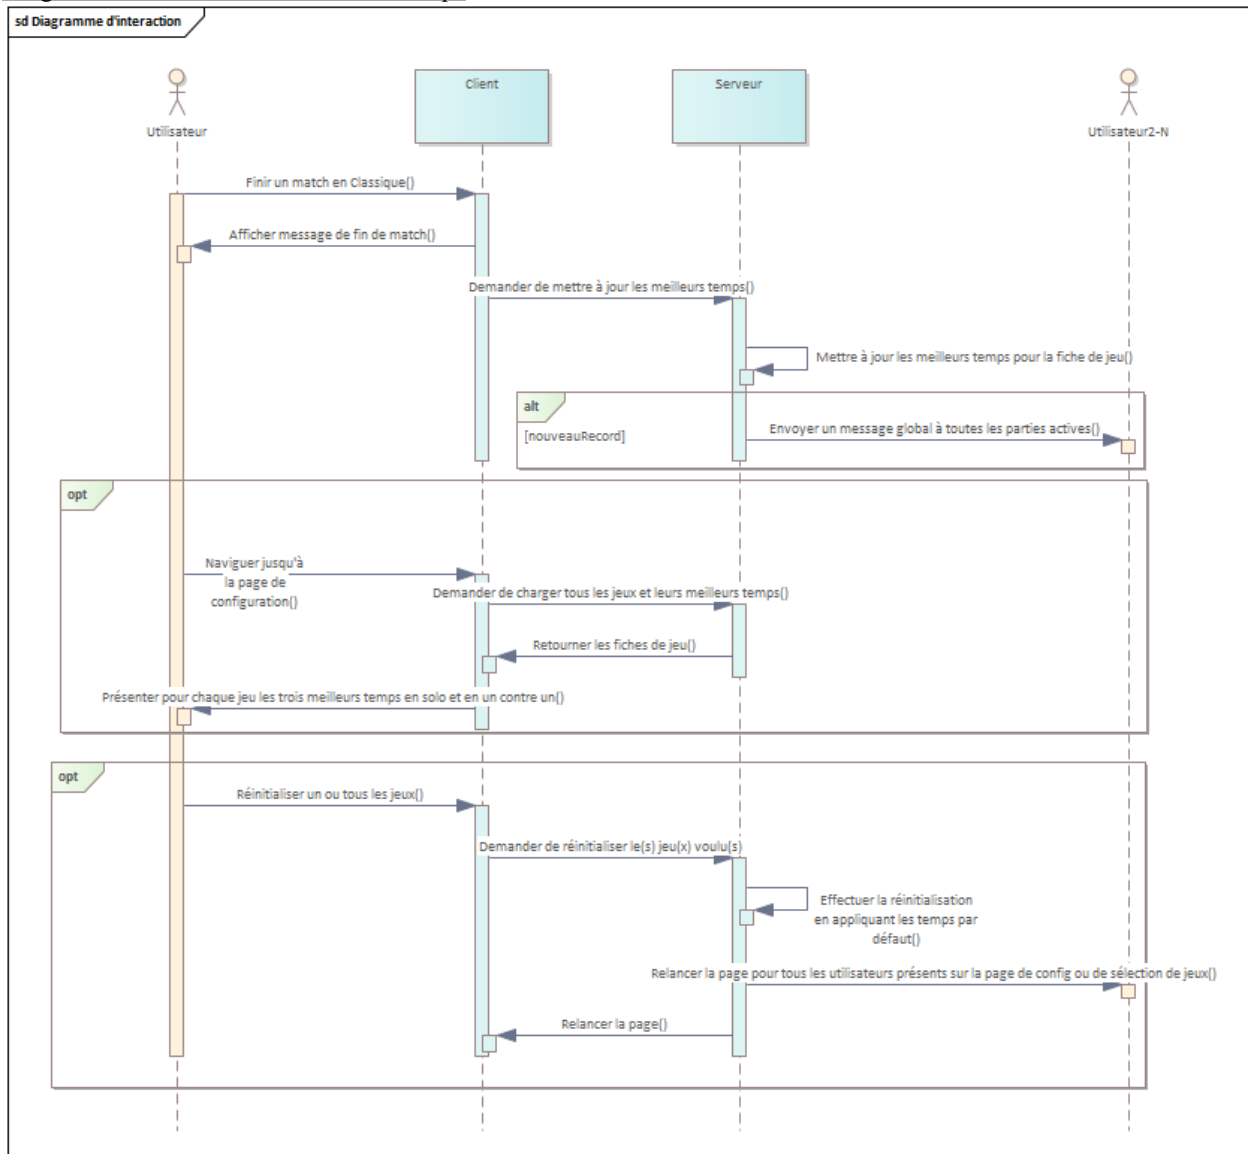 sd Diagramme d'interaction
Client
Serveur
Utilisateur
Utilisateur2-N
Finir un match en Classique()
Afficher message de fin de match()
Demander de mettre à jour les meilleurs temps()
Mettre à jour les meilleurs temps pour la fiche de jeu()
alt
[nouveauRecord]
Envoyer un message global à toutes les parties actives()
opt
Naviguer jusqu'à
la page de
configuration()
Demander de charger tous les jeux et leurs meilleurs temps()
Retourner les fiches de jeu()
Présenter pour chaque jeu les trois meilleurs temps en solo et en un contre un()
opt
Réinitialiser un ou tous les jeux()
Demander de réinitialiser le(s) jeu(x) voulu(s)
Effectuer la réinitialisation
en appliquant les temps par
défaut()
Relancer la page pour tous les utilisateurs présents sur la page de config ou de sélection de jeux()
Relancer la page()